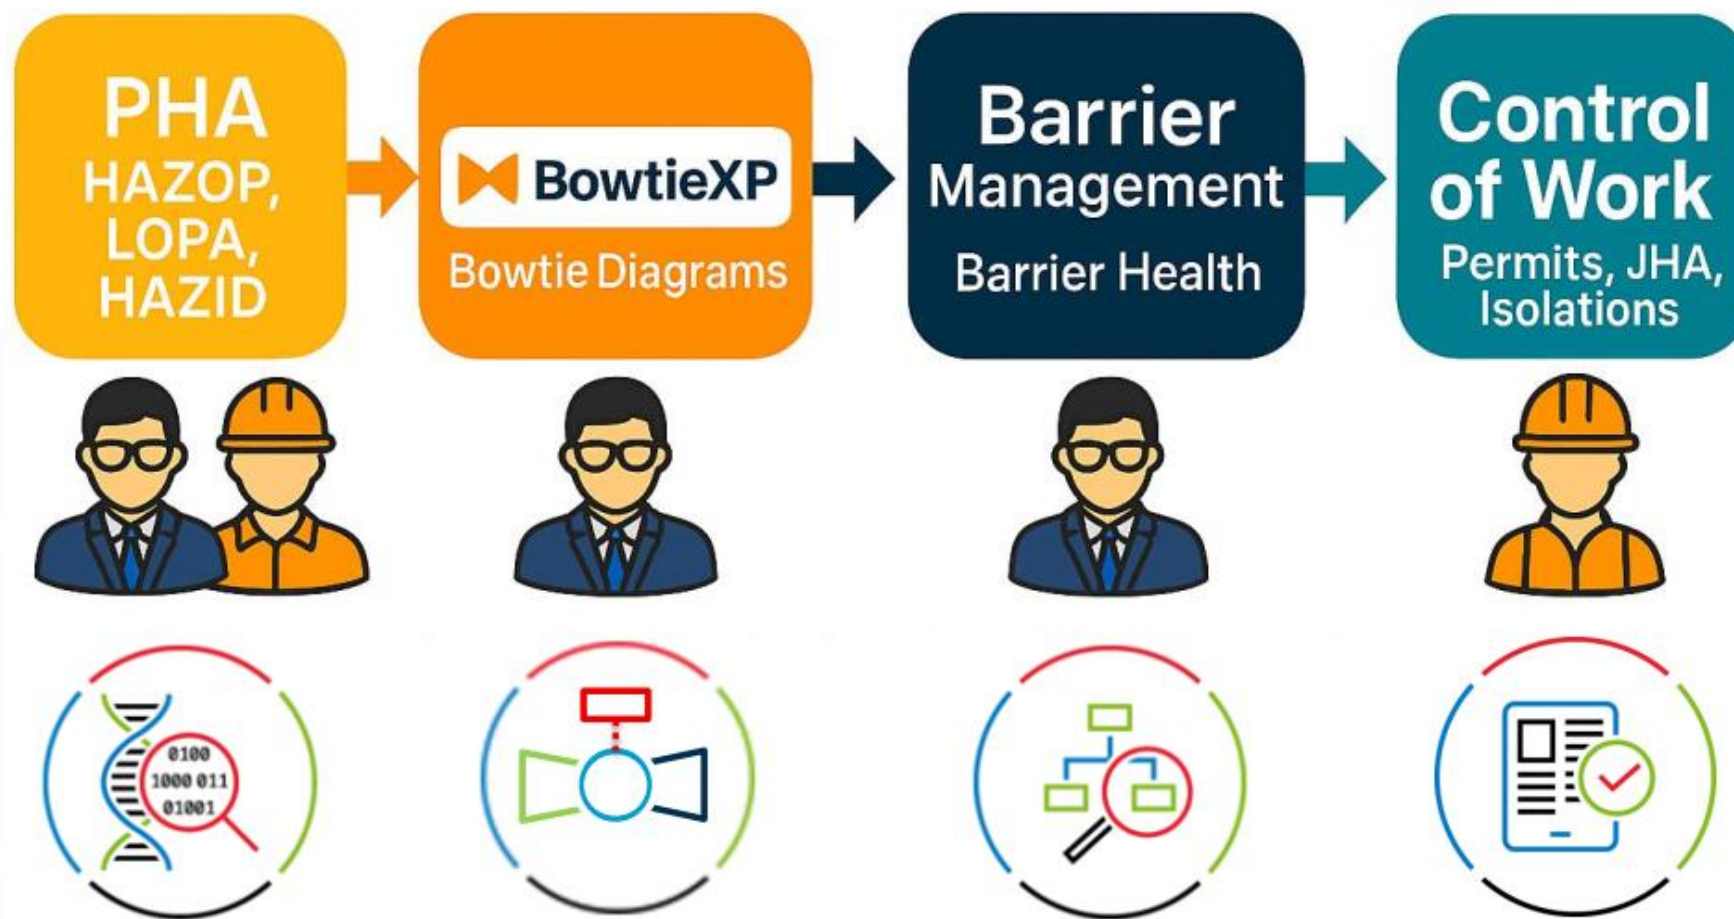 PHA
HAZOP,
LOPA,
HAZID
BowtieXP
Bowtie Diagrams
Barrier
Management
Barrier Health
Control
of Work
Permits, JHA,
Isolations
0100
1000 011
01001